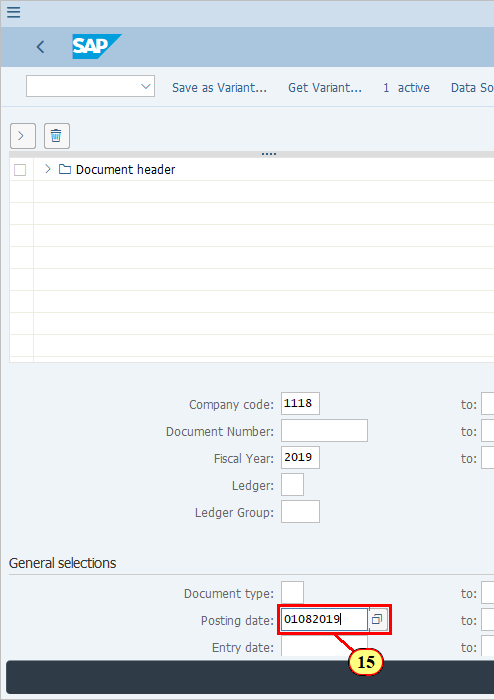 SAP
Save as Variant... Get Variant... 1 active Data So
Document header
Company code: 1118 to:
Document Number: to:
Fiscal Year: 2019 to:
Ledger:
Ledger Group:
General selections
Document type: to:
Posting date: 01082019 to:
Entry date: to:
15